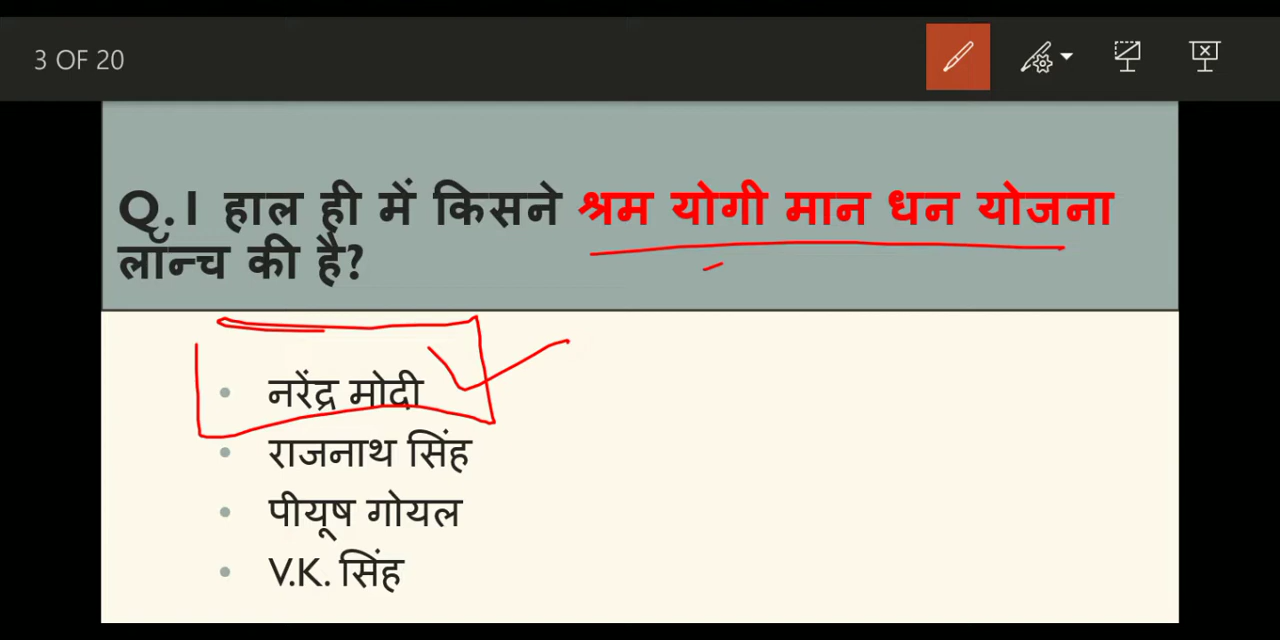 3 OF 20
Q.1 हाल ही में किसने श्रम योगी मान धन योजना
लॉन्च की है?
नरेंद्र मोदी
राजनाथ सिंह
पीयूष गोयल
V.K. सिंह